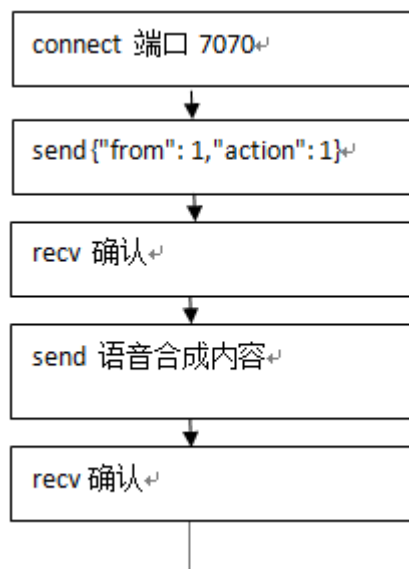 connect 端口 7070↵
send {"from": 1,"action": 1}↵
recv 确认↵
send 语音合成内容↵
recv 确认↵